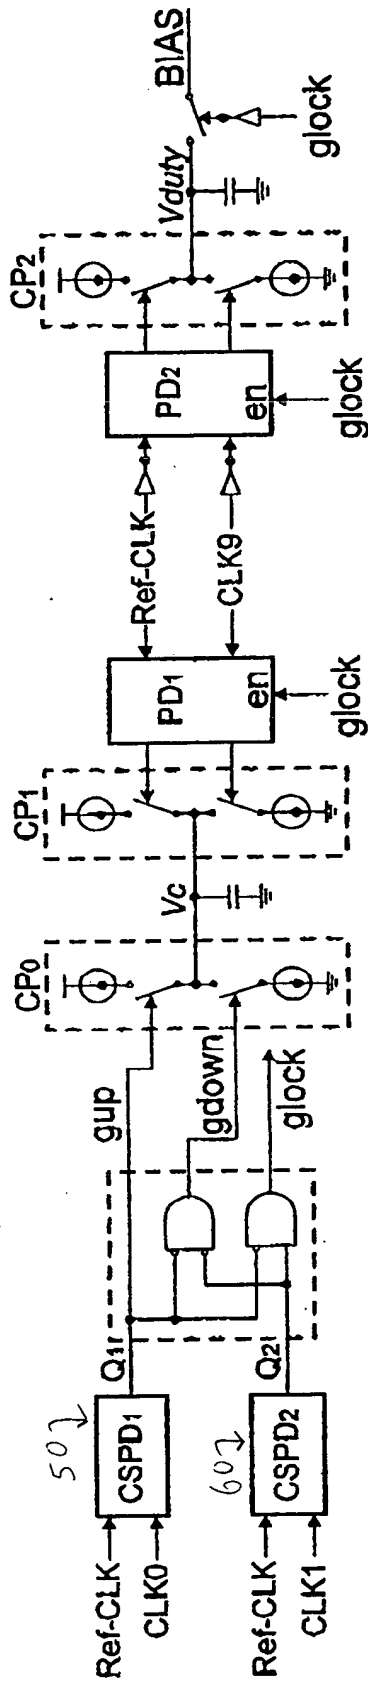 Ref-CLK
CLK0
50
CSPD1
Q1
Ref-CLK
CLK1
60
CSPD2
Q2
gup
gdown
glock
CP0
Vc
CP1
PD1
en
glock
Ref-CLK
CLK9
PD2
en
glock
CP2
Vduty
BIAS
glock